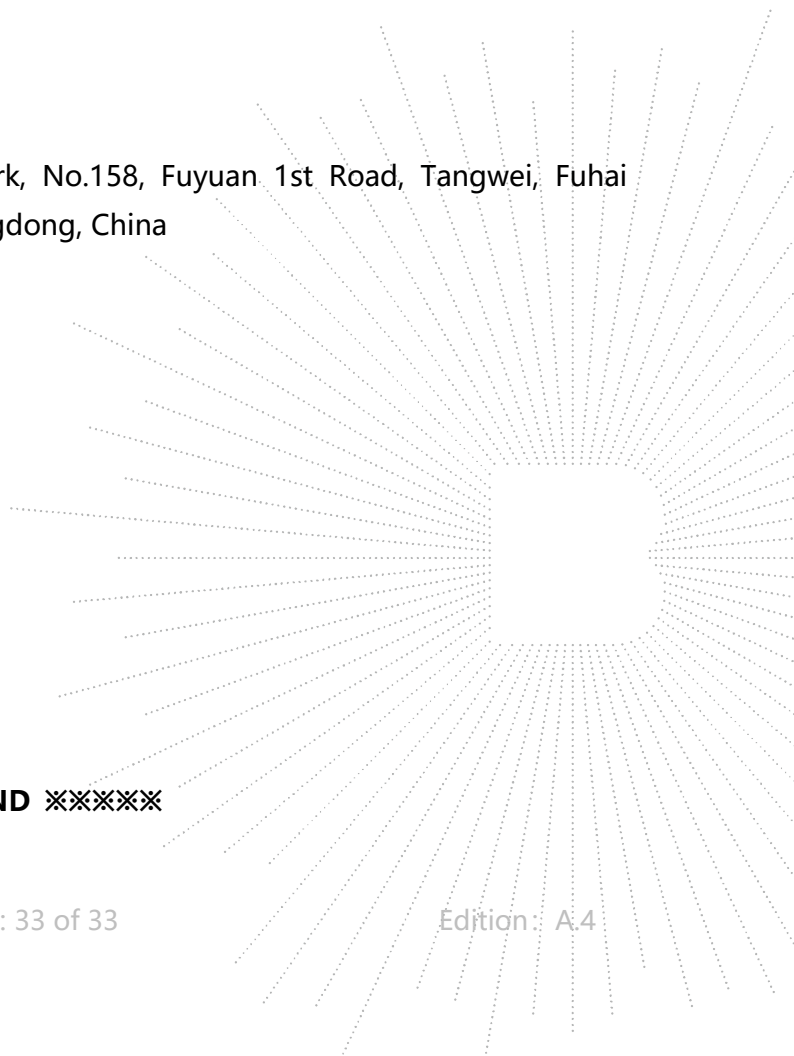 rk, No.158, Fuyuan 1st Road, Tangwei, Fuhai
gdong, China
ND ※※※※※
: 33 of 33 Edition: A.4